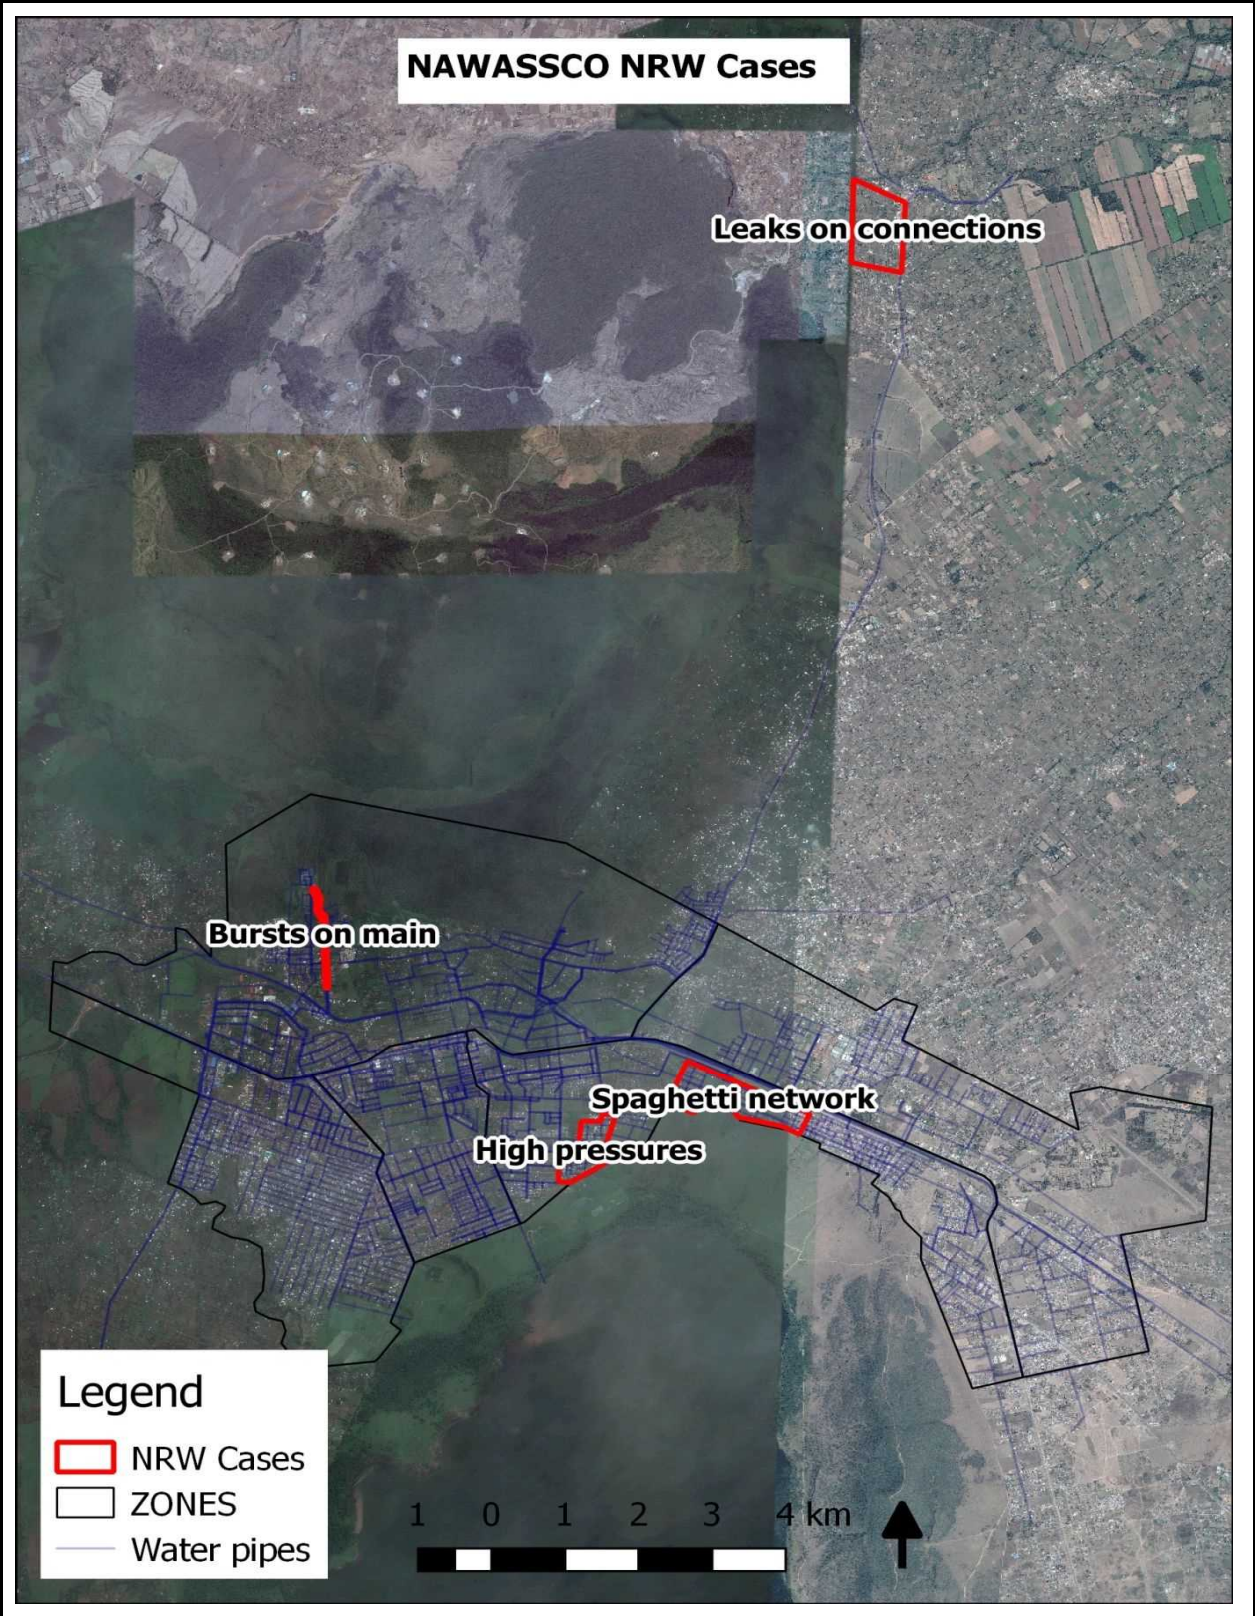 NAWASSCO NRW Cases
Leaks on connections
Bursts on main
Spaghetti network
High pressures
Legend
NRW Cases
ZONES
Water pipes
1 0 1 2 3 4 km